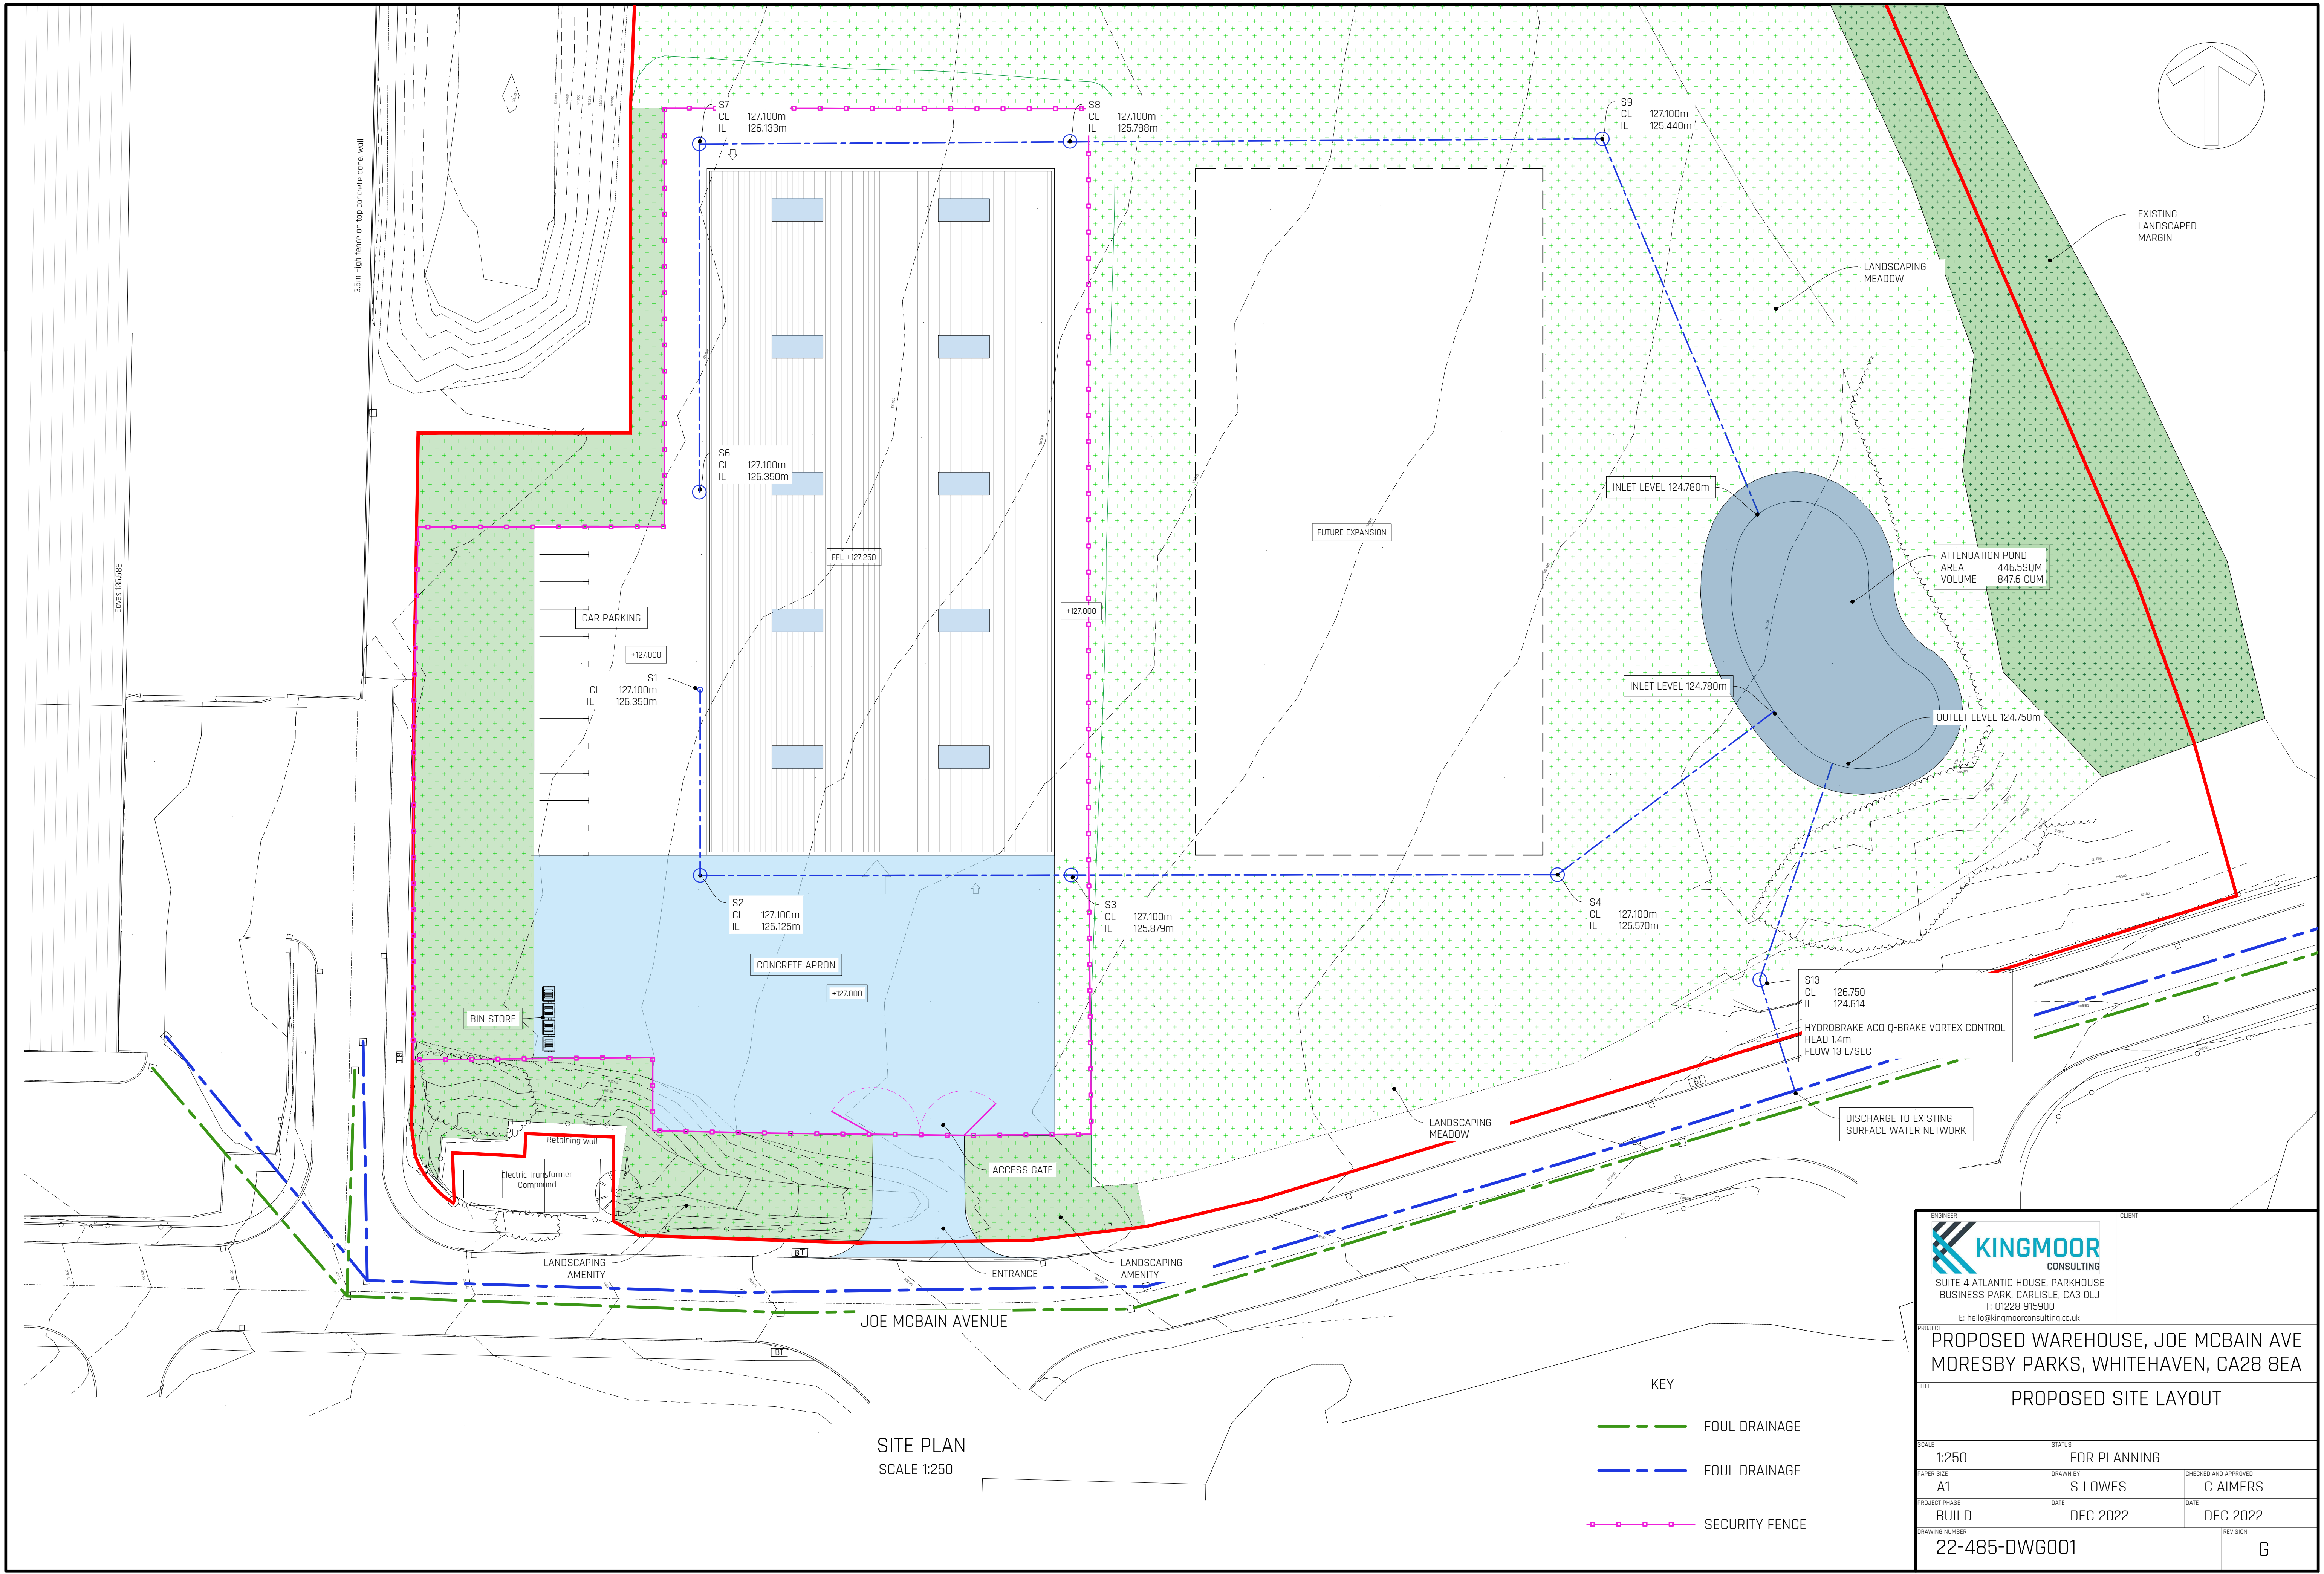 S7
CL 127.100m
IL 126.133m
S8
CL 127.100m
IL 125.788m
S9
CL 127.100m
IL 125.440m
3.5m High fence on top concrete panel wall
EXISTING
LANDSCAPED
MARGIN
LANDSCAPING
MEADOW
S6
CL 127.100m
IL 126.350m
INLET LEVEL 124.780m
FUTURE EXPANSION
FFL +127.250
ATTENUATION POND
AREA 446.5SQM
VOLUME 847.6 CUM
Eaves 135.586
CAR PARKING
+127.000
+127.000
S1
CL 127.100m
IL 126.350m
INLET LEVEL 124.780m
OUTLET LEVEL 124.750m
S2
CL 127.100m
IL 126.125m
S3
CL 127.100m
IL 125.879m
S4
CL 127.100m
IL 125.570m
CONCRETE APRON
+127.000
BIN STORE
S13
CL 126.750
IL 124.614
HYDROBRAKE ACO Q-BRAKE VORTEX CONTROL
HEAD 1.4m
FLOW 13 L/SEC
BT
BT
DISCHARGE TO EXISTING
SURFACE WATER NETWORK
LANDSCAPING
MEADOW
Retaining wall
Electric Transformer
Compound
ACCESS GATE
LANDSCAPING
AMENITY
BT
ENTRANCE
LANDSCAPING
AMENITY
JOE MCBAIN AVENUE
BT
SITE PLAN
SCALE 1:250
KEY
FOUL DRAINAGE
FOUL DRAINAGE
SECURITY FENCE
ENGINEER
CLIENT
KINGMOOR
CONSULTING
SUITE 4 ATLANTIC HOUSE, PARKHOUSE
BUSINESS PARK, CARLISLE, CA3 0LJ
T: 01228 915900
E: hello@kingmoorconsulting.co.uk
PROJECT
PROPOSED WAREHOUSE, JOE MCBAIN AVE
MORESBY PARKS, WHITEHAVEN, CA28 8EA
TITLE
PROPOSED SITE LAYOUT
SCALE
1:250
STATUS
FOR PLANNING
PAPER SIZE
A1
DRAWN BY
S LOWES
CHECKED AND APPROVED
C AIMERS
PROJECT PHASE
BUILD
DATE
DEC 2022
DATE
DEC 2022
DRAWING NUMBER
22-485-DWG001
REVISION
G